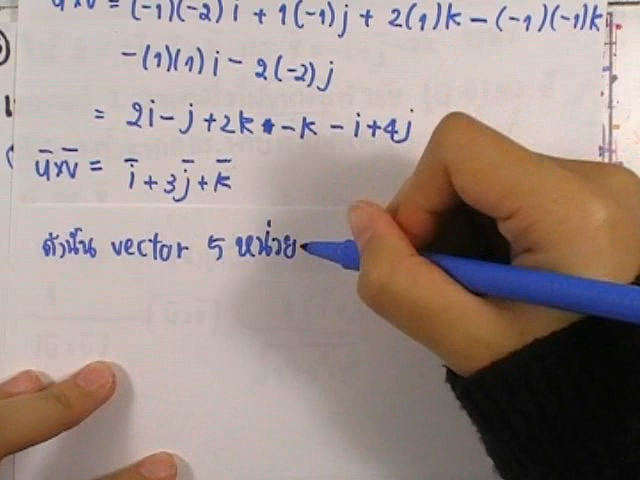 u×v = (-1)(-2)i + 1(-1)j + 2(1)k - (-1)(-1)k
-(1)(1)i - 2(-2)j
= 2i - j + 2k - k - i + 4j
ū×v̄ = ī + 3j̄ + k̄
ดังนั้น vector 5 หน่วย